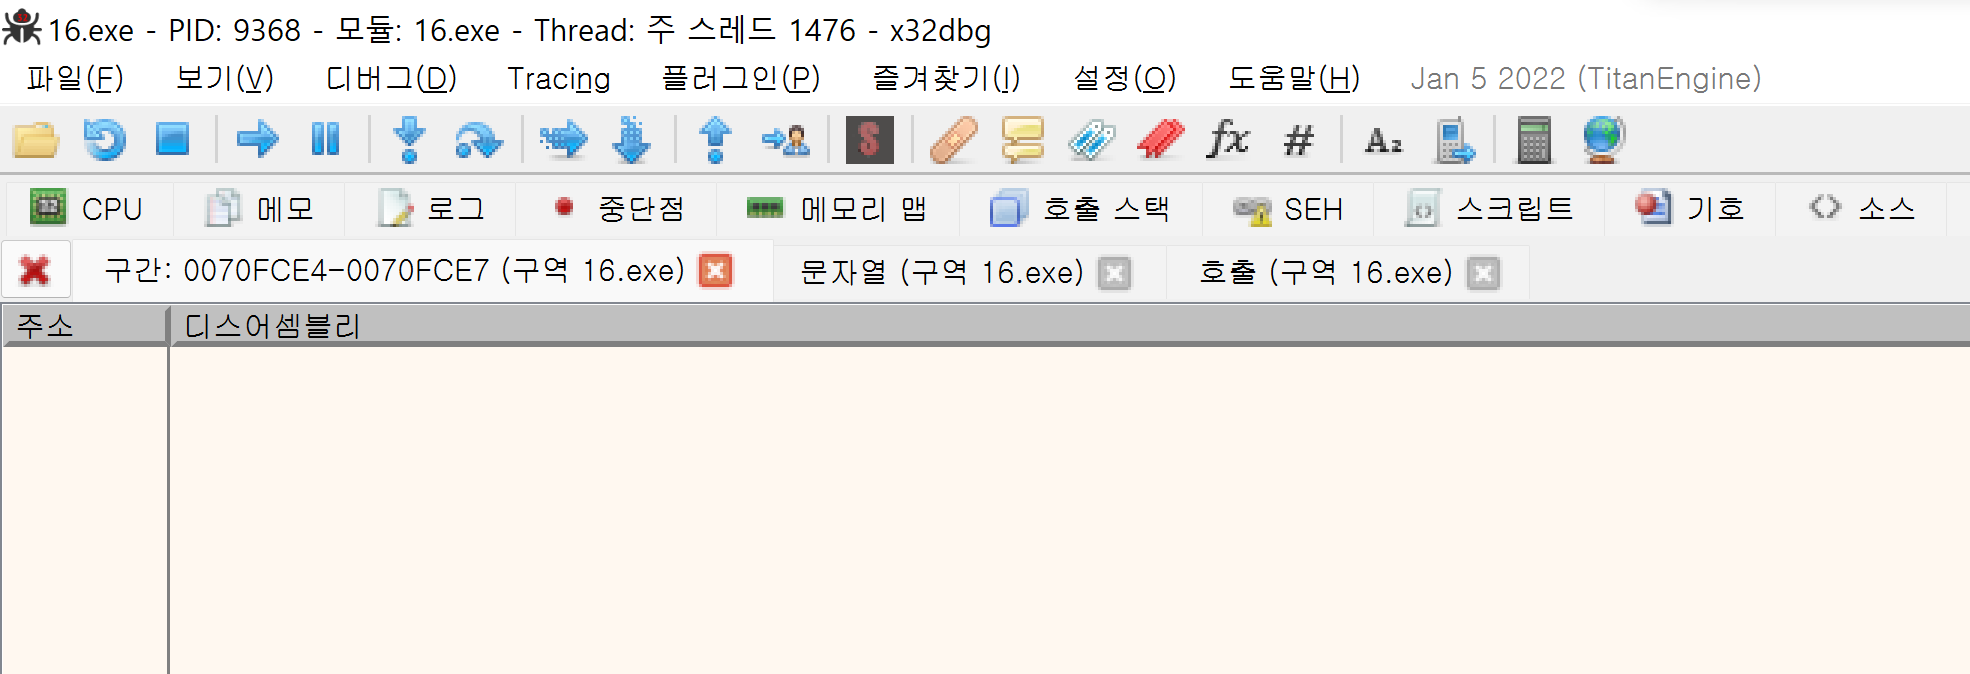 16.exe - PID: 9368 - 모듈: 16.exe - Thread: 주 스레드 1476 - x32dbg
파일(F) 보기(V) 디버그(D) Tracing 플러그인(P) 즐겨찾기(I) 설정(O) 도움말(H) Jan 5 2022 (TitanEngine)
$ fx # Az
CPU 메모 로그 중단점 메모리 맵 호출 스택 SEH 스크립트 기호 소스
구간: 0070FCE4-0070FCE7 (구역 16.exe) 문자열 (구역 16.exe) 호출 (구역 16.exe)
주소 디스어셈블리